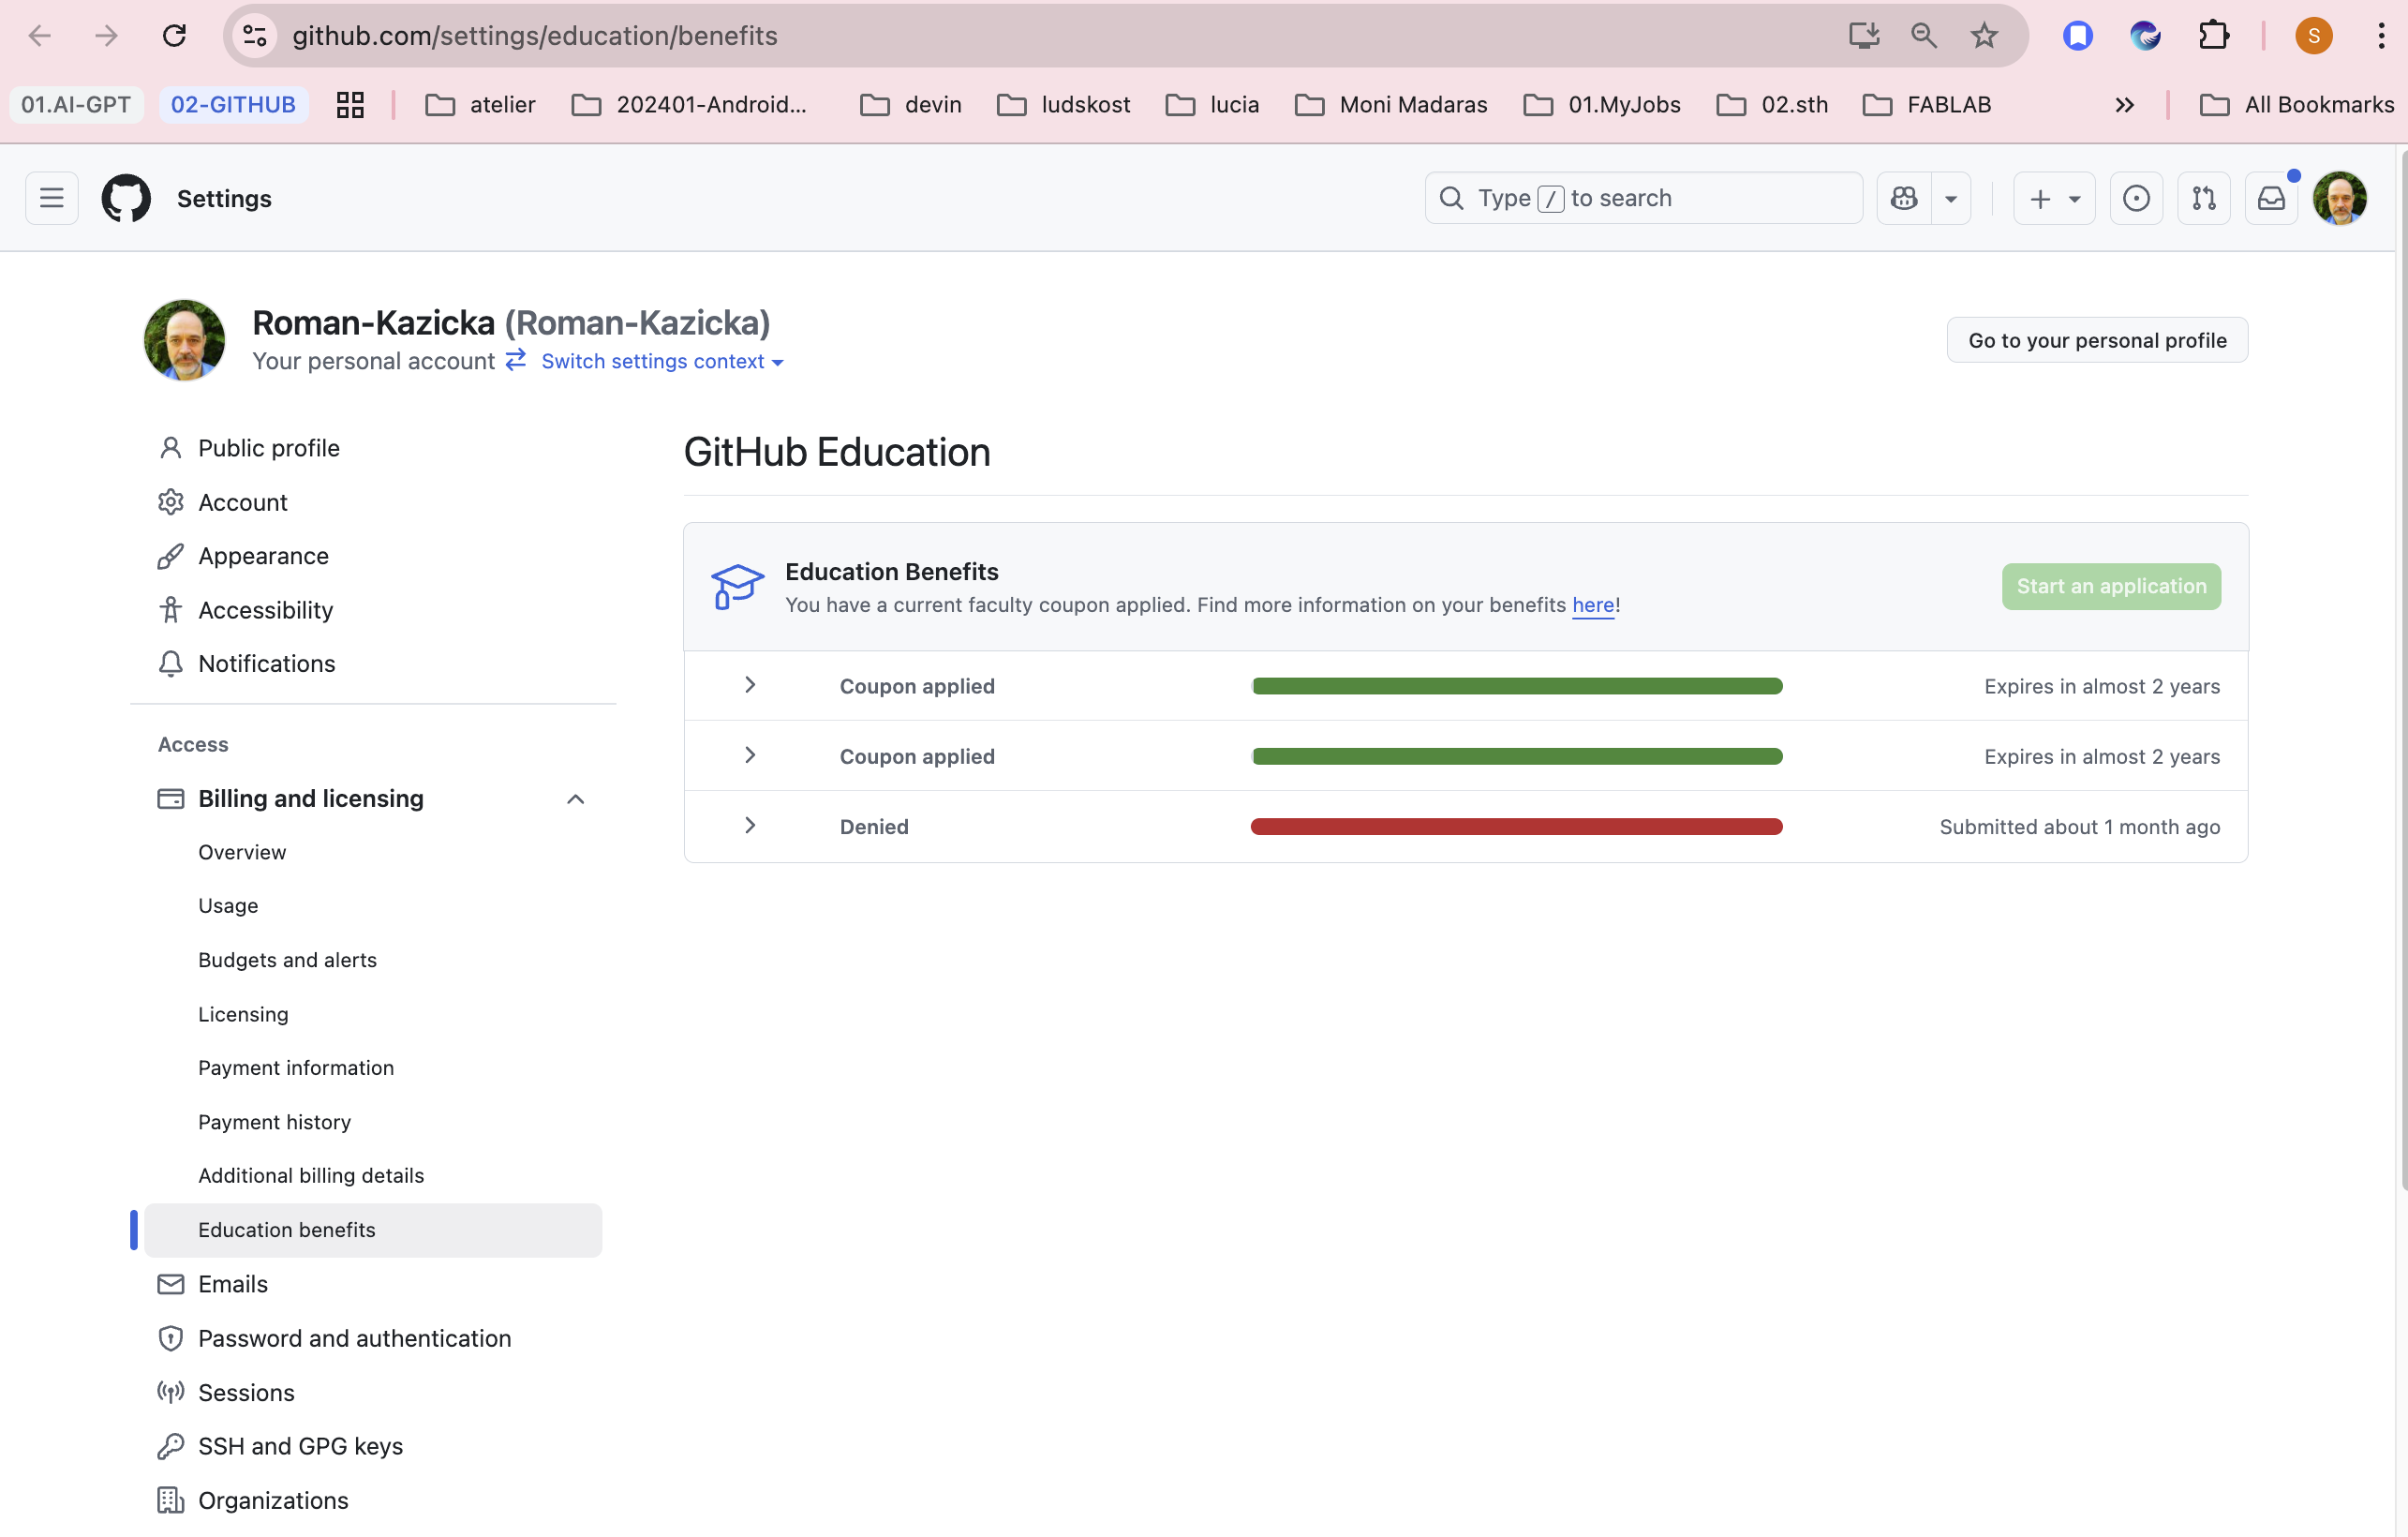 github.com/settings/education/benefits
S
01.AI-GPT 02-GITHUB atelier 202401-Android... devin ludskost lucia Moni Madaras 01.MyJobs 02.sth FABLAB » All Bookmarks
Settings
Type / to search
Roman-Kazicka (Roman-Kazicka)
Your personal account Switch settings context
Go to your personal profile
Public profile
Account
Appearance
Accessibility
Notifications
Access
Billing and licensing
Overview
Usage
Budgets and alerts
Licensing
Payment information
Payment history
Additional billing details
Education benefits
Emails
Password and authentication
Sessions
SSH and GPG keys
Organizations
GitHub Education
Education Benefits
You have a current faculty coupon applied. Find more information on your benefits here!
Start an application
Coupon applied Expires in almost 2 years
Coupon applied Expires in almost 2 years
Denied Submitted about 1 month ago